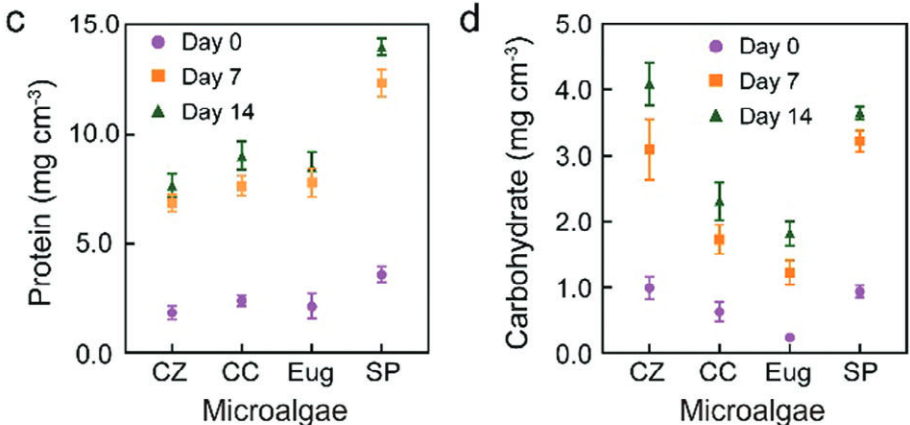 c
Protein (mg cm⁻³)
15.0
10.0
5.0
0.0
Day 0
Day 7
Day 14
CZ CC Eug SP
Microalgae
d
Carbohydrate (mg cm⁻³)
5.0
4.0
3.0
2.0
1.0
0.0
Day 0
Day 7
Day 14
CZ CC Eug SP
Microalgae